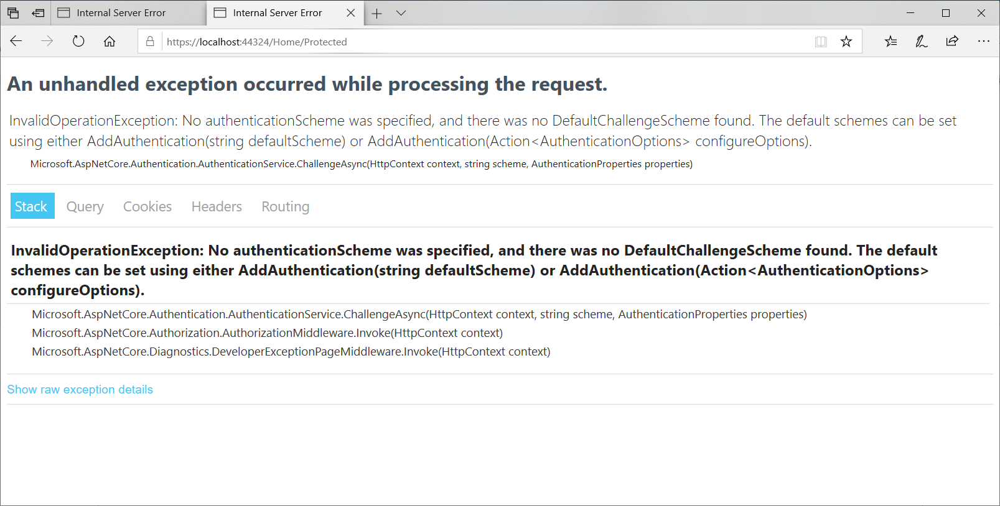 Internal Server Error
Internal Server Error
https://localhost:44324/Home/Protected
An unhandled exception occurred while processing the request.
InvalidOperationException: No authenticationScheme was specified, and there was no DefaultChallengeScheme found. The default schemes can be set
using either AddAuthentication(string defaultScheme) or AddAuthentication(Action<AuthenticationOptions> configureOptions).
Microsoft.AspNetCore.Authentication.AuthenticationService.ChallengeAsync(HttpContext context, string scheme, AuthenticationProperties properties)
Stack Query Cookies Headers Routing
InvalidOperationException: No authenticationScheme was specified, and there was no DefaultChallengeScheme found. The default
schemes can be set using either AddAuthentication(string defaultScheme) or AddAuthentication(Action<AuthenticationOptions>
configureOptions).
Microsoft.AspNetCore.Authentication.AuthenticationService.ChallengeAsync(HttpContext context, string scheme, AuthenticationProperties properties)
Microsoft.AspNetCore.Authorization.AuthorizationMiddleware.Invoke(HttpContext context)
Microsoft.AspNetCore.Diagnostics.DeveloperExceptionPageMiddleware.Invoke(HttpContext context)
Show raw exception details